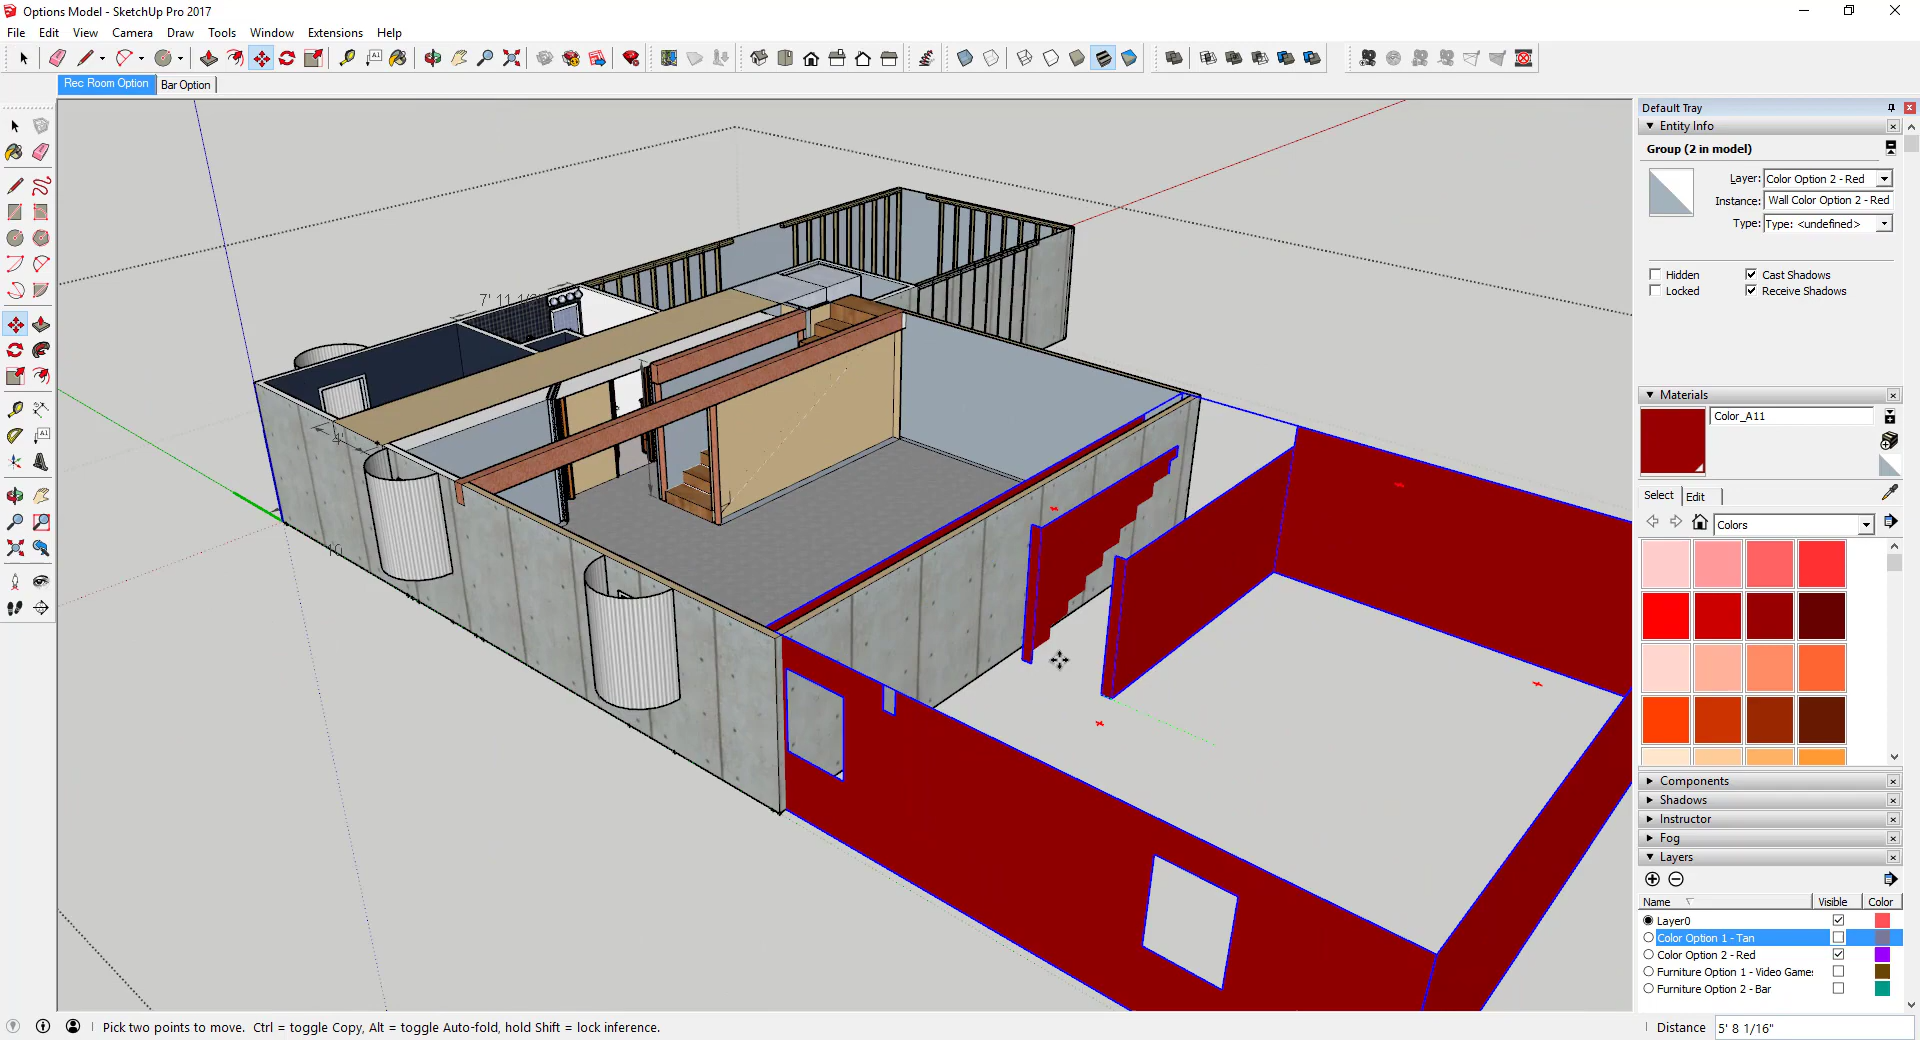 Options Model - SketchUp Pro 2017
File Edit View Camera Draw Tools Window Extensions Help
Rec Room Option Bar Option
Default Tray
Entity Info
Group (2 in model)
Layer: Color Option 2 - Red
Instance: Wall Color Option 2 - Red
Type: Type: <undefined>
Hidden Cast Shadows
Locked Receive Shadows
Materials
Color_A11
Select Edit
Colors
Components
Shadows
Instructor
Fog
Layers
Name Visible Color
Layer0
Color Option 1 - Tan
Color Option 2 - Red
Furniture Option 1 - Video Game:
Furniture Option 2 - Bar
7' 11
4'
10
Pick two points to move. Ctrl = toggle Copy, Alt = toggle Auto-fold, hold Shift = lock inference.
Distance 5' 8 1/16"